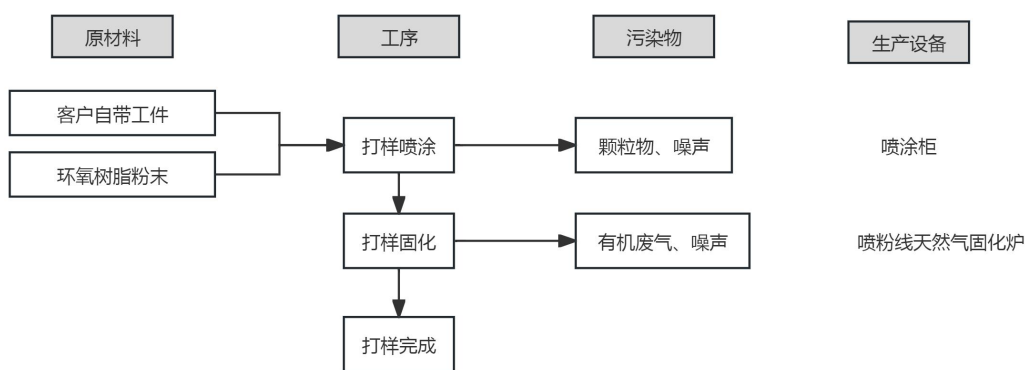 原材料
工序
污染物
生产设备
客户自带工件
环氧树脂粉末
打样喷涂
颗粒物、噪声
喷涂柜
打样固化
有机废气、噪声
喷粉线天然气固化炉
打样完成